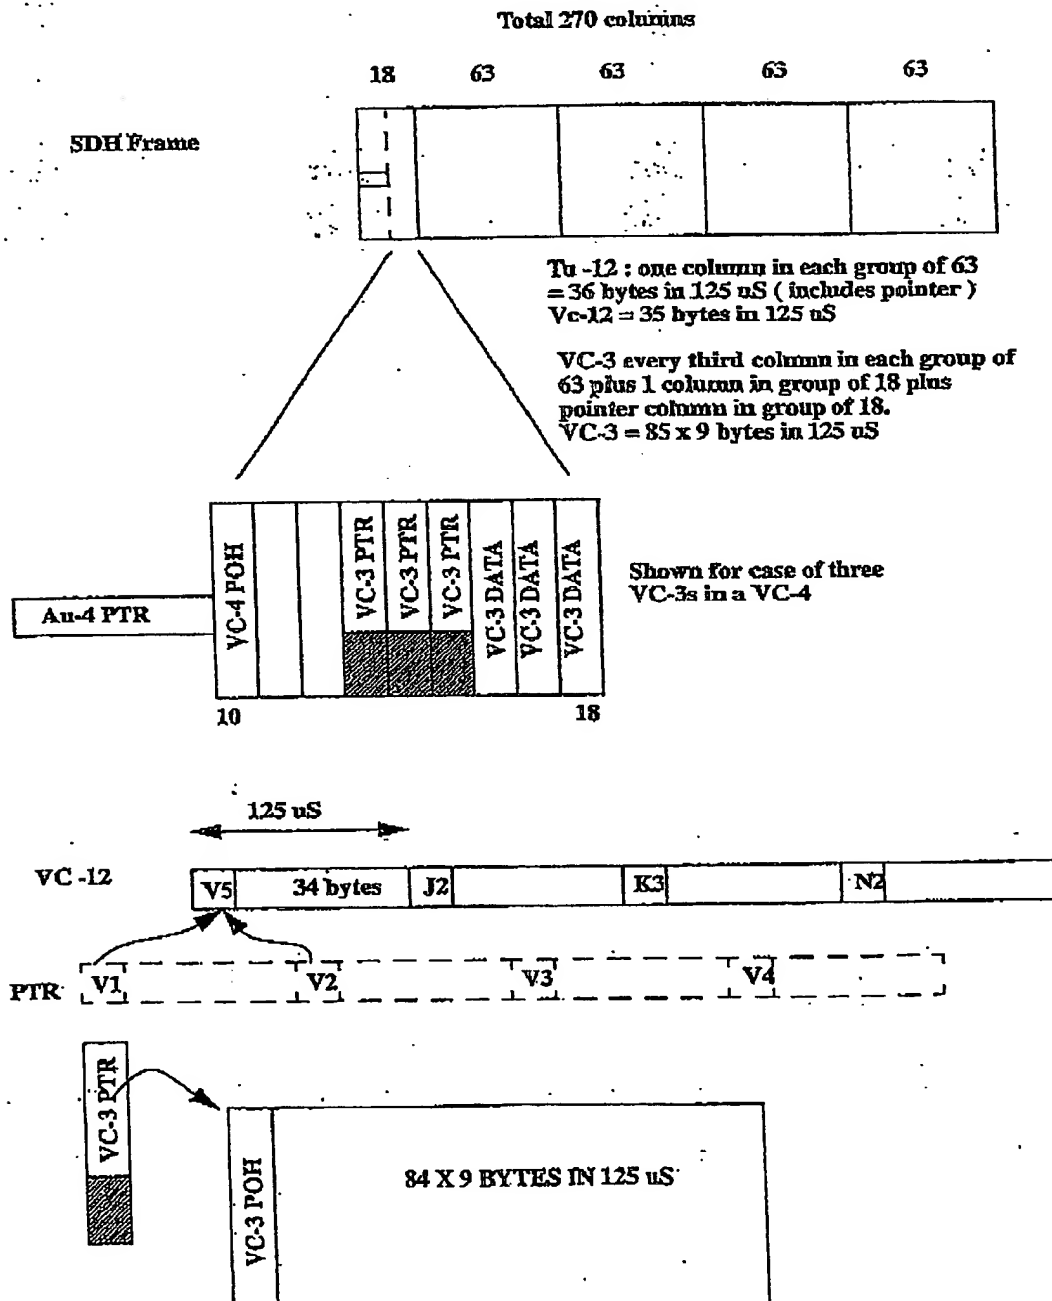 Total 270 columns
18 63 63 63 63
SDH Frame
Tu -12 : one column in each group of 63
= 36 bytes in 125 uS ( includes pointer )
Vc-12 = 35 bytes in 125 uS
VC-3 every third column in each group of
63 plus 1 column in group of 18 plus
pointer column in group of 18.
VC-3 = 85 x 9 bytes in 125 uS
Au-4 PTR
VC-4 POH
VC-3 PTR
VC-3 PTR
VC-3 PTR
VC-3 DATA
VC-3 DATA
VC-3 DATA
Shown for case of three
VC-3s in a VC-4
10 18
125 uS
VC -12
V5 34 bytes J2 K3 N2
PTR V1 V2 V3 V4
VC-3 PTR
VC-3 POH
84 X 9 BYTES IN 125 uS